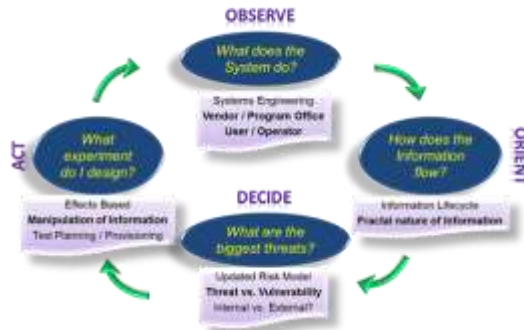 OBSERVE
What does the
System do?
Systems Engineering
Vendor / Program Office
User / Operator
ORIENT
How does the
Information
flow?
Information Lifecycle
Fractal nature of Information
DECIDE
What are the
biggest threats?
Updated Risk Model
Threat vs. Vulnerability
Internal vs. External?
ACT
What
experiment
do I design?
Effects Based
Manipulation of Information
Test Planning / Provisioning